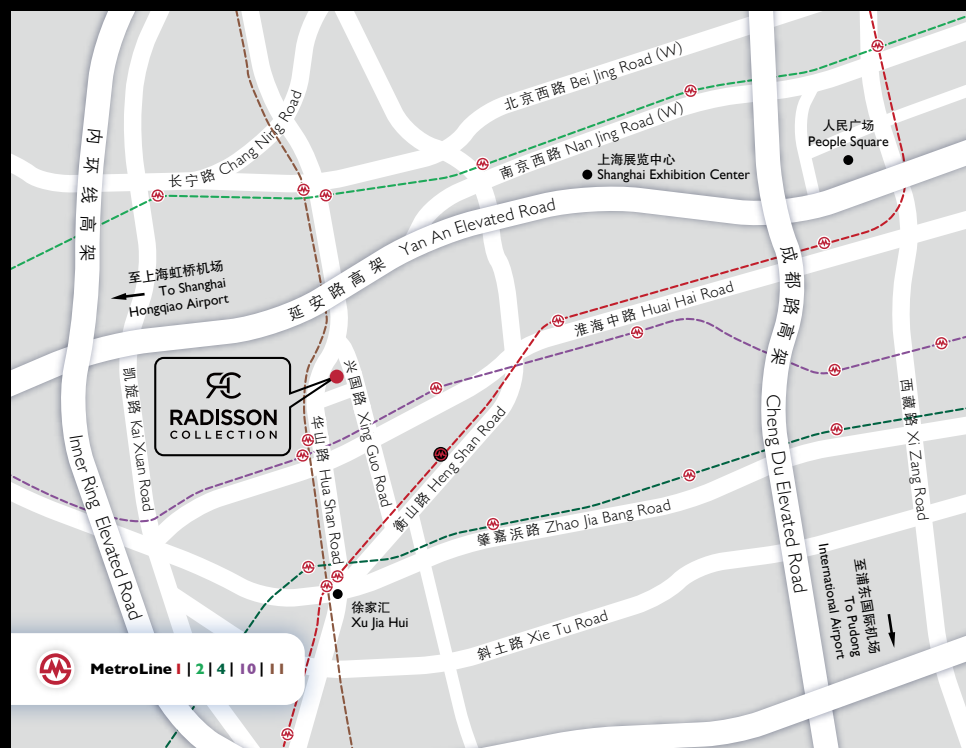 北京西路 Bei Jing Road (W)
长宁路 Chang Ning Road
南京西路 Nan Jing Road (W)
人民广场
People Square
上海展览中心
Shanghai Exhibition Center
内环线高架
延安路高架 Yan An Elevated Road
至上海虹桥机场
To Shanghai
Hongqiao Airport
成都路高架 Cheng Du Elevated Road
淮海中路 Huai Hai Road
RC
RADISSON
COLLECTION
凯旋路 Kai Xuan Road
兴国路 Xing Guo Road
华山路 Hua Shan Road
衡山路 Heng Shan Road
西藏路 Xi Zang Road
Inner Ring Elevated Road
肇嘉浜路 Zhao Jia Bang Road
徐家汇
Xu Jia Hui
斜土路 Xie Tu Road
至浦东国际机场
To Pudong
International Airport
MetroLine 1 | 2 | 4 | 10 | 11